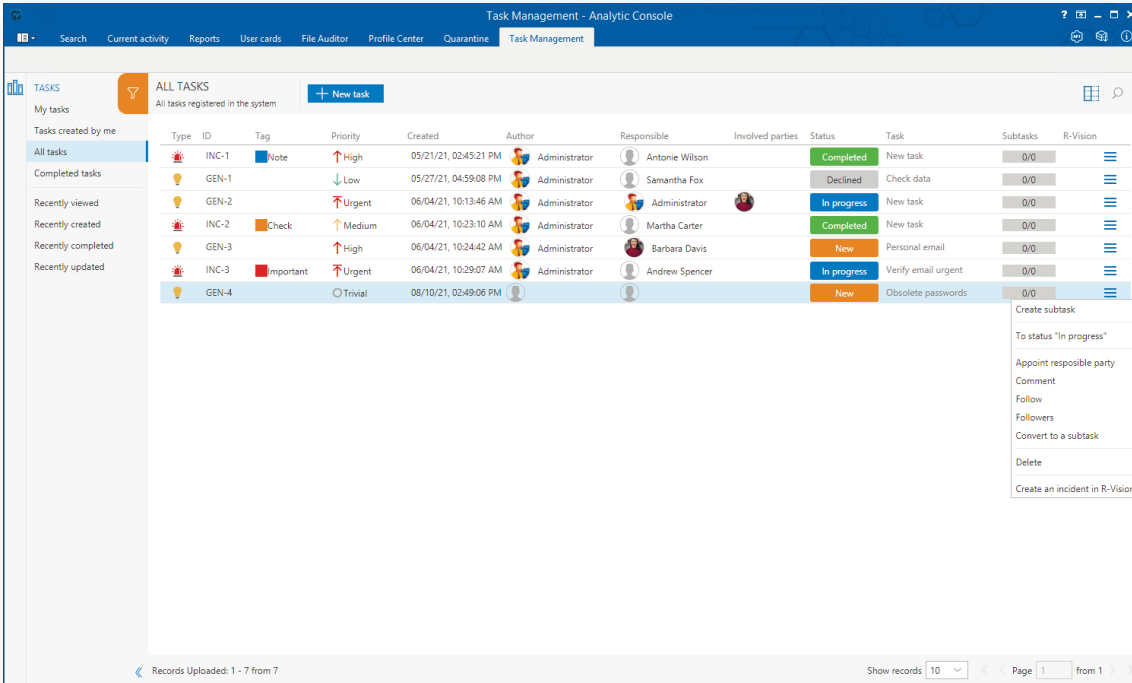 Task Management - Analytic Console
?
Search Current activity Reports User cards File Auditor Profile Center Quarantine Task Management
TASKS
My tasks
Tasks created by me
All tasks
Completed tasks
Recently viewed
Recently created
Recently completed
Recently updated
ALL TASKS
All tasks registered in the system
New task
Type ID Tag Priority Created Author Responsible Involved parties Status Task Subtasks R-Vision
INC-1 Note High 05/21/21, 02:45:21 PM Administrator Antonie Wilson Completed New task 0/0
GEN-1 Low 05/27/21, 04:59:08 PM Administrator Samantha Fox Declined Check data 0/0
GEN-2 Urgent 06/04/21, 10:13:46 AM Administrator Administrator In progress New task 0/0
INC-2 Check Medium 06/04/21, 10:23:10 AM Administrator Martha Carter Completed New task 0/0
GEN-3 High 06/04/21, 10:24:42 AM Administrator Barbara Davis New Personal email 0/0
INC-3 Important Urgent 06/04/21, 10:29:07 AM Administrator Andrew Spencer In progress Verify email urgent 0/0
GEN-4 Trivial 08/10/21, 02:49:06 PM New Obsolete passwords 0/0
Create subtask
To status "In progress"
Appoint resposible party
Comment
Follow
Followers
Convert to a subtask
Delete
Create an incident in R-Vision
Records Uploaded: 1 - 7 from 7
Show records 10 Page 1 from 1